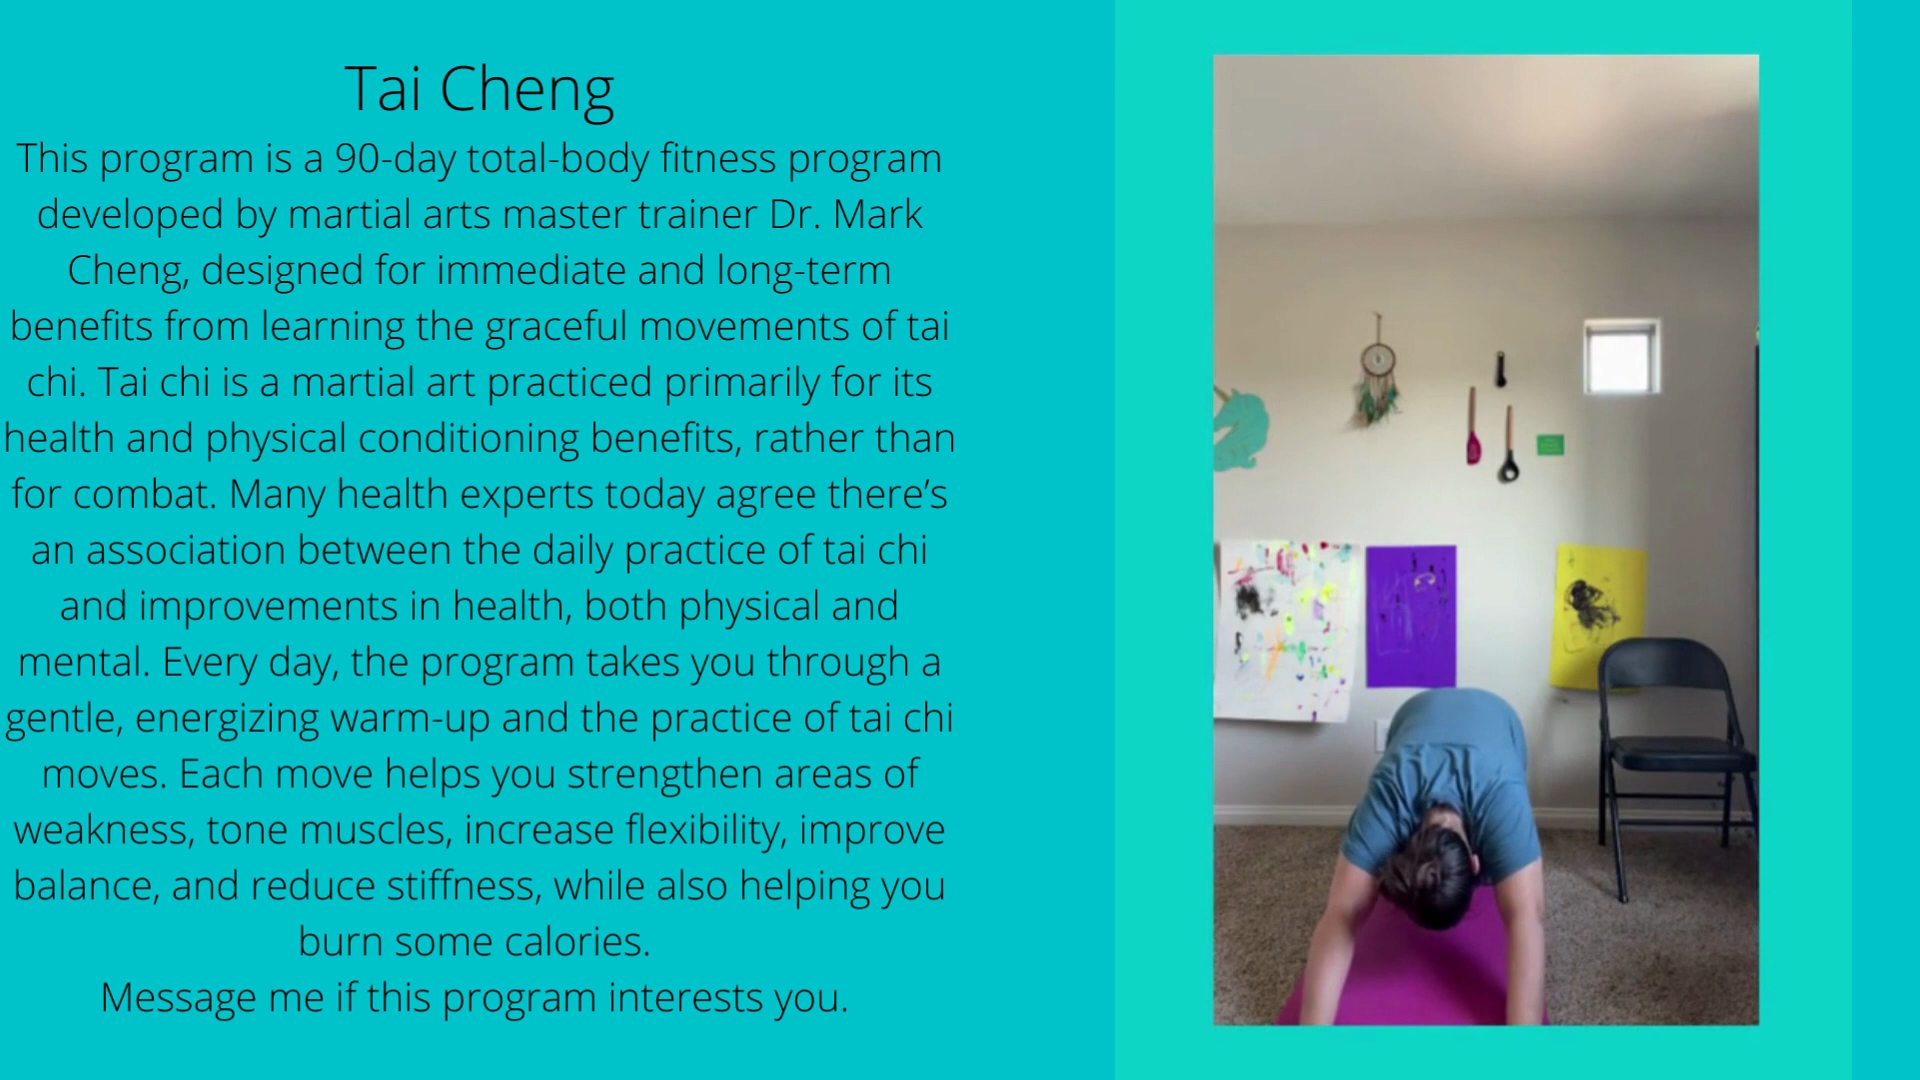 Tai Cheng
This program is a 90-day total-body fitness program
developed by martial arts master trainer Dr. Mark
Cheng, designed for immediate and long-term
benefits from learning the graceful movements of tai
chi. Tai chi is a martial art practiced primarily for its
health and physical conditioning benefits, rather than
for combat. Many health experts today agree there’s
an association between the daily practice of tai chi
and improvements in health, both physical and
mental. Every day, the program takes you through a
gentle, energizing warm-up and the practice of tai chi
moves. Each move helps you strengthen areas of
weakness, tone muscles, increase flexibility, improve
balance, and reduce stiffness, while also helping you
burn some calories.
Message me if this program interests you.